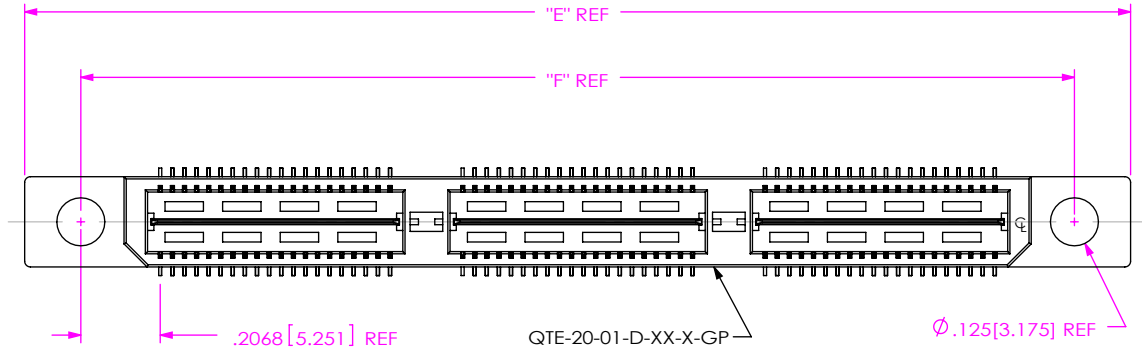 "E" REF
"F" REF
℄
.2068[5.251] REF
QTE-20-01-D-XX-X-GP
Ø.125[3.175] REF